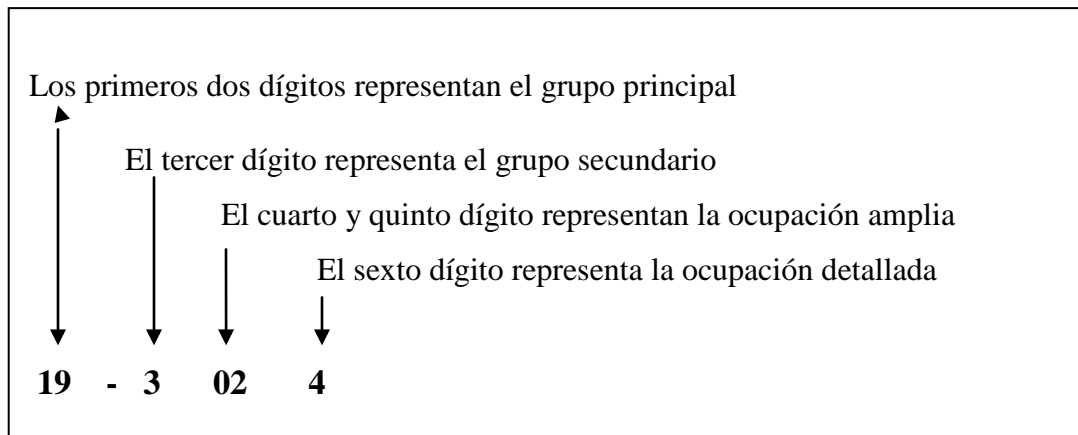 Los primeros dos dígitos representan el grupo principal
El tercer dígito representa el grupo secundario
El cuarto y quinto dígito representan la ocupación amplia
El sexto dígito representa la ocupación detallada
19 - 3 02 4